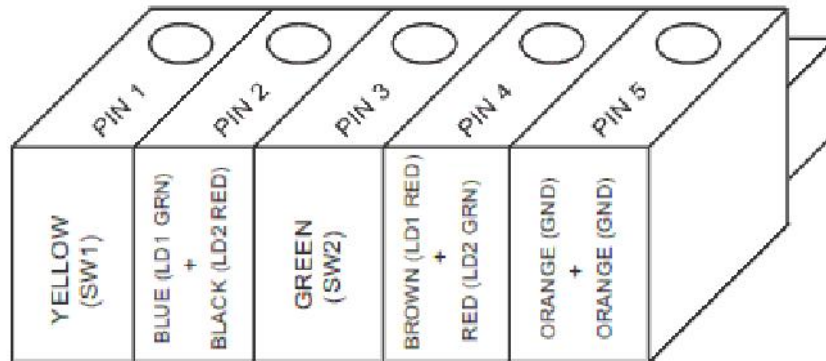 PIN 1
PIN 2
PIN 3
PIN 4
PIN 5
YELLOW
(SW1)
BLUE (LD1 GRN)
+
BLACK (LD2 RED)
GREEN
(SW2)
BROWN (LD1 RED)
+
RED (LD2 GRN)
ORANGE (GND)
+
ORANGE (GND)